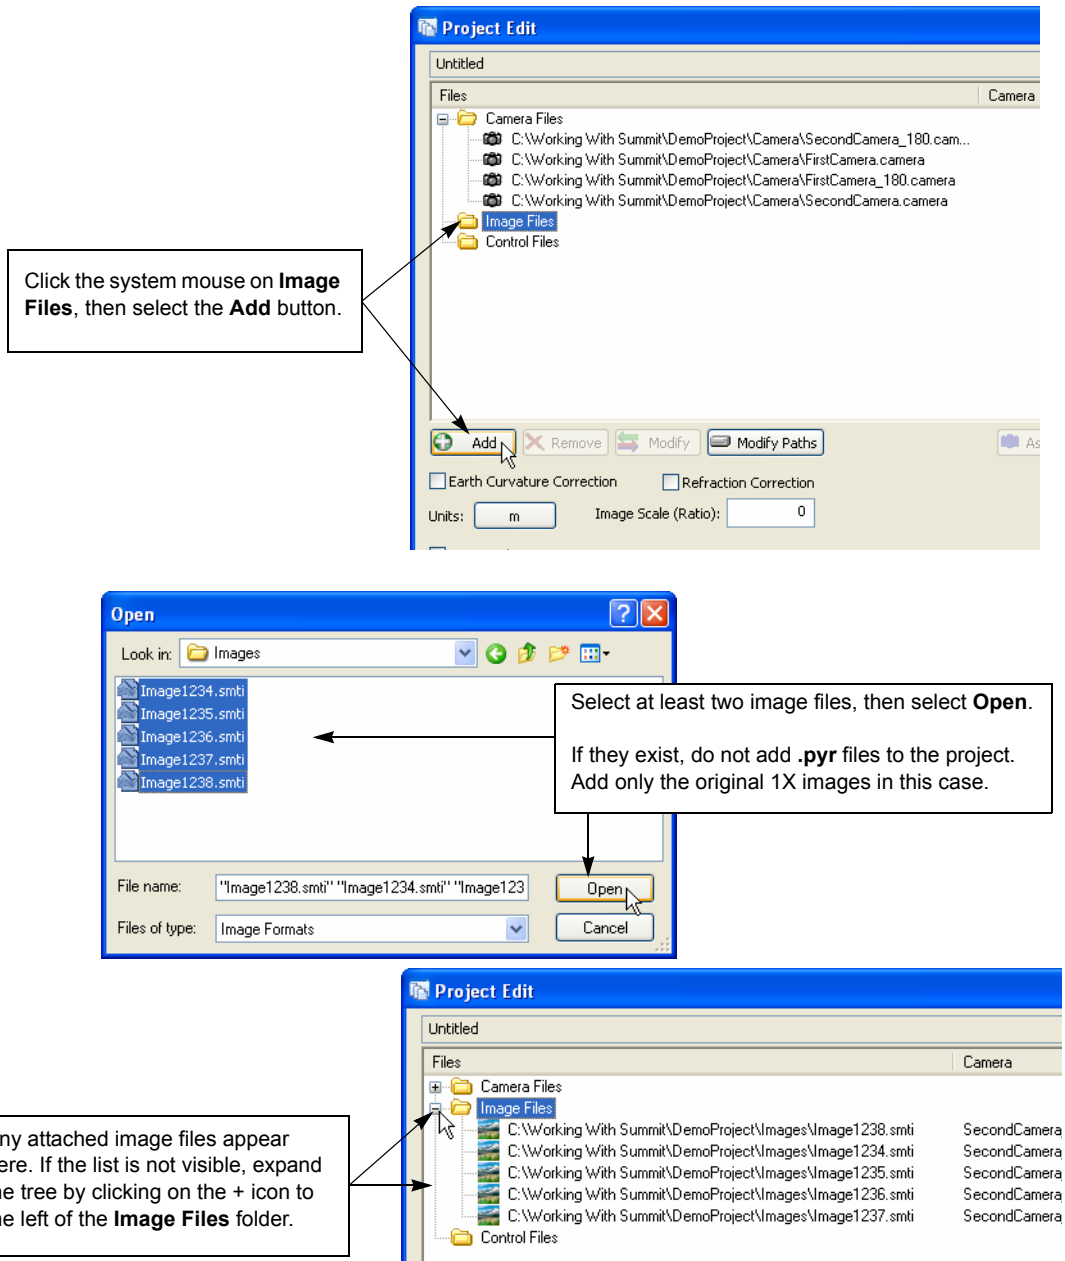 Project Edit
Untitled
Files Camera
Camera Files
C:\Working With Summit\DemoProject\Camera\SecondCamera_180.cam...
C:\Working With Summit\DemoProject\Camera\FirstCamera.camera
C:\Working With Summit\DemoProject\Camera\FirstCamera_180.camera
C:\Working With Summit\DemoProject\Camera\SecondCamera.camera
Image Files
Control Files
Click the system mouse on Image
Files, then select the Add button.
Add Remove Modify Modify Paths As
Earth Curvature Correction Refraction Correction
Units: m Image Scale (Ratio): 0
Open
Look in: Images
Image1234.smti
Image1235.smti
Image1236.smti
Image1237.smti
Image1238.smti
Select at least two image files, then select Open.
If they exist, do not add .pyr files to the project.
Add only the original 1X images in this case.
File name: "Image1238.smti" "Image1234.smti" "Image123 Open
Files of type: Image Formats Cancel
Project Edit
Untitled
Files Camera
Camera Files
Image Files
C:\Working With Summit\DemoProject\Images\Image1238.smti SecondCamera
C:\Working With Summit\DemoProject\Images\Image1234.smti SecondCamera
C:\Working With Summit\DemoProject\Images\Image1235.smti SecondCamera
C:\Working With Summit\DemoProject\Images\Image1236.smti SecondCamera
C:\Working With Summit\DemoProject\Images\Image1237.smti SecondCamera
Control Files
ny attached image files appear
ere. If the list is not visible, expand
he tree by clicking on the + icon to
he left of the Image Files folder.